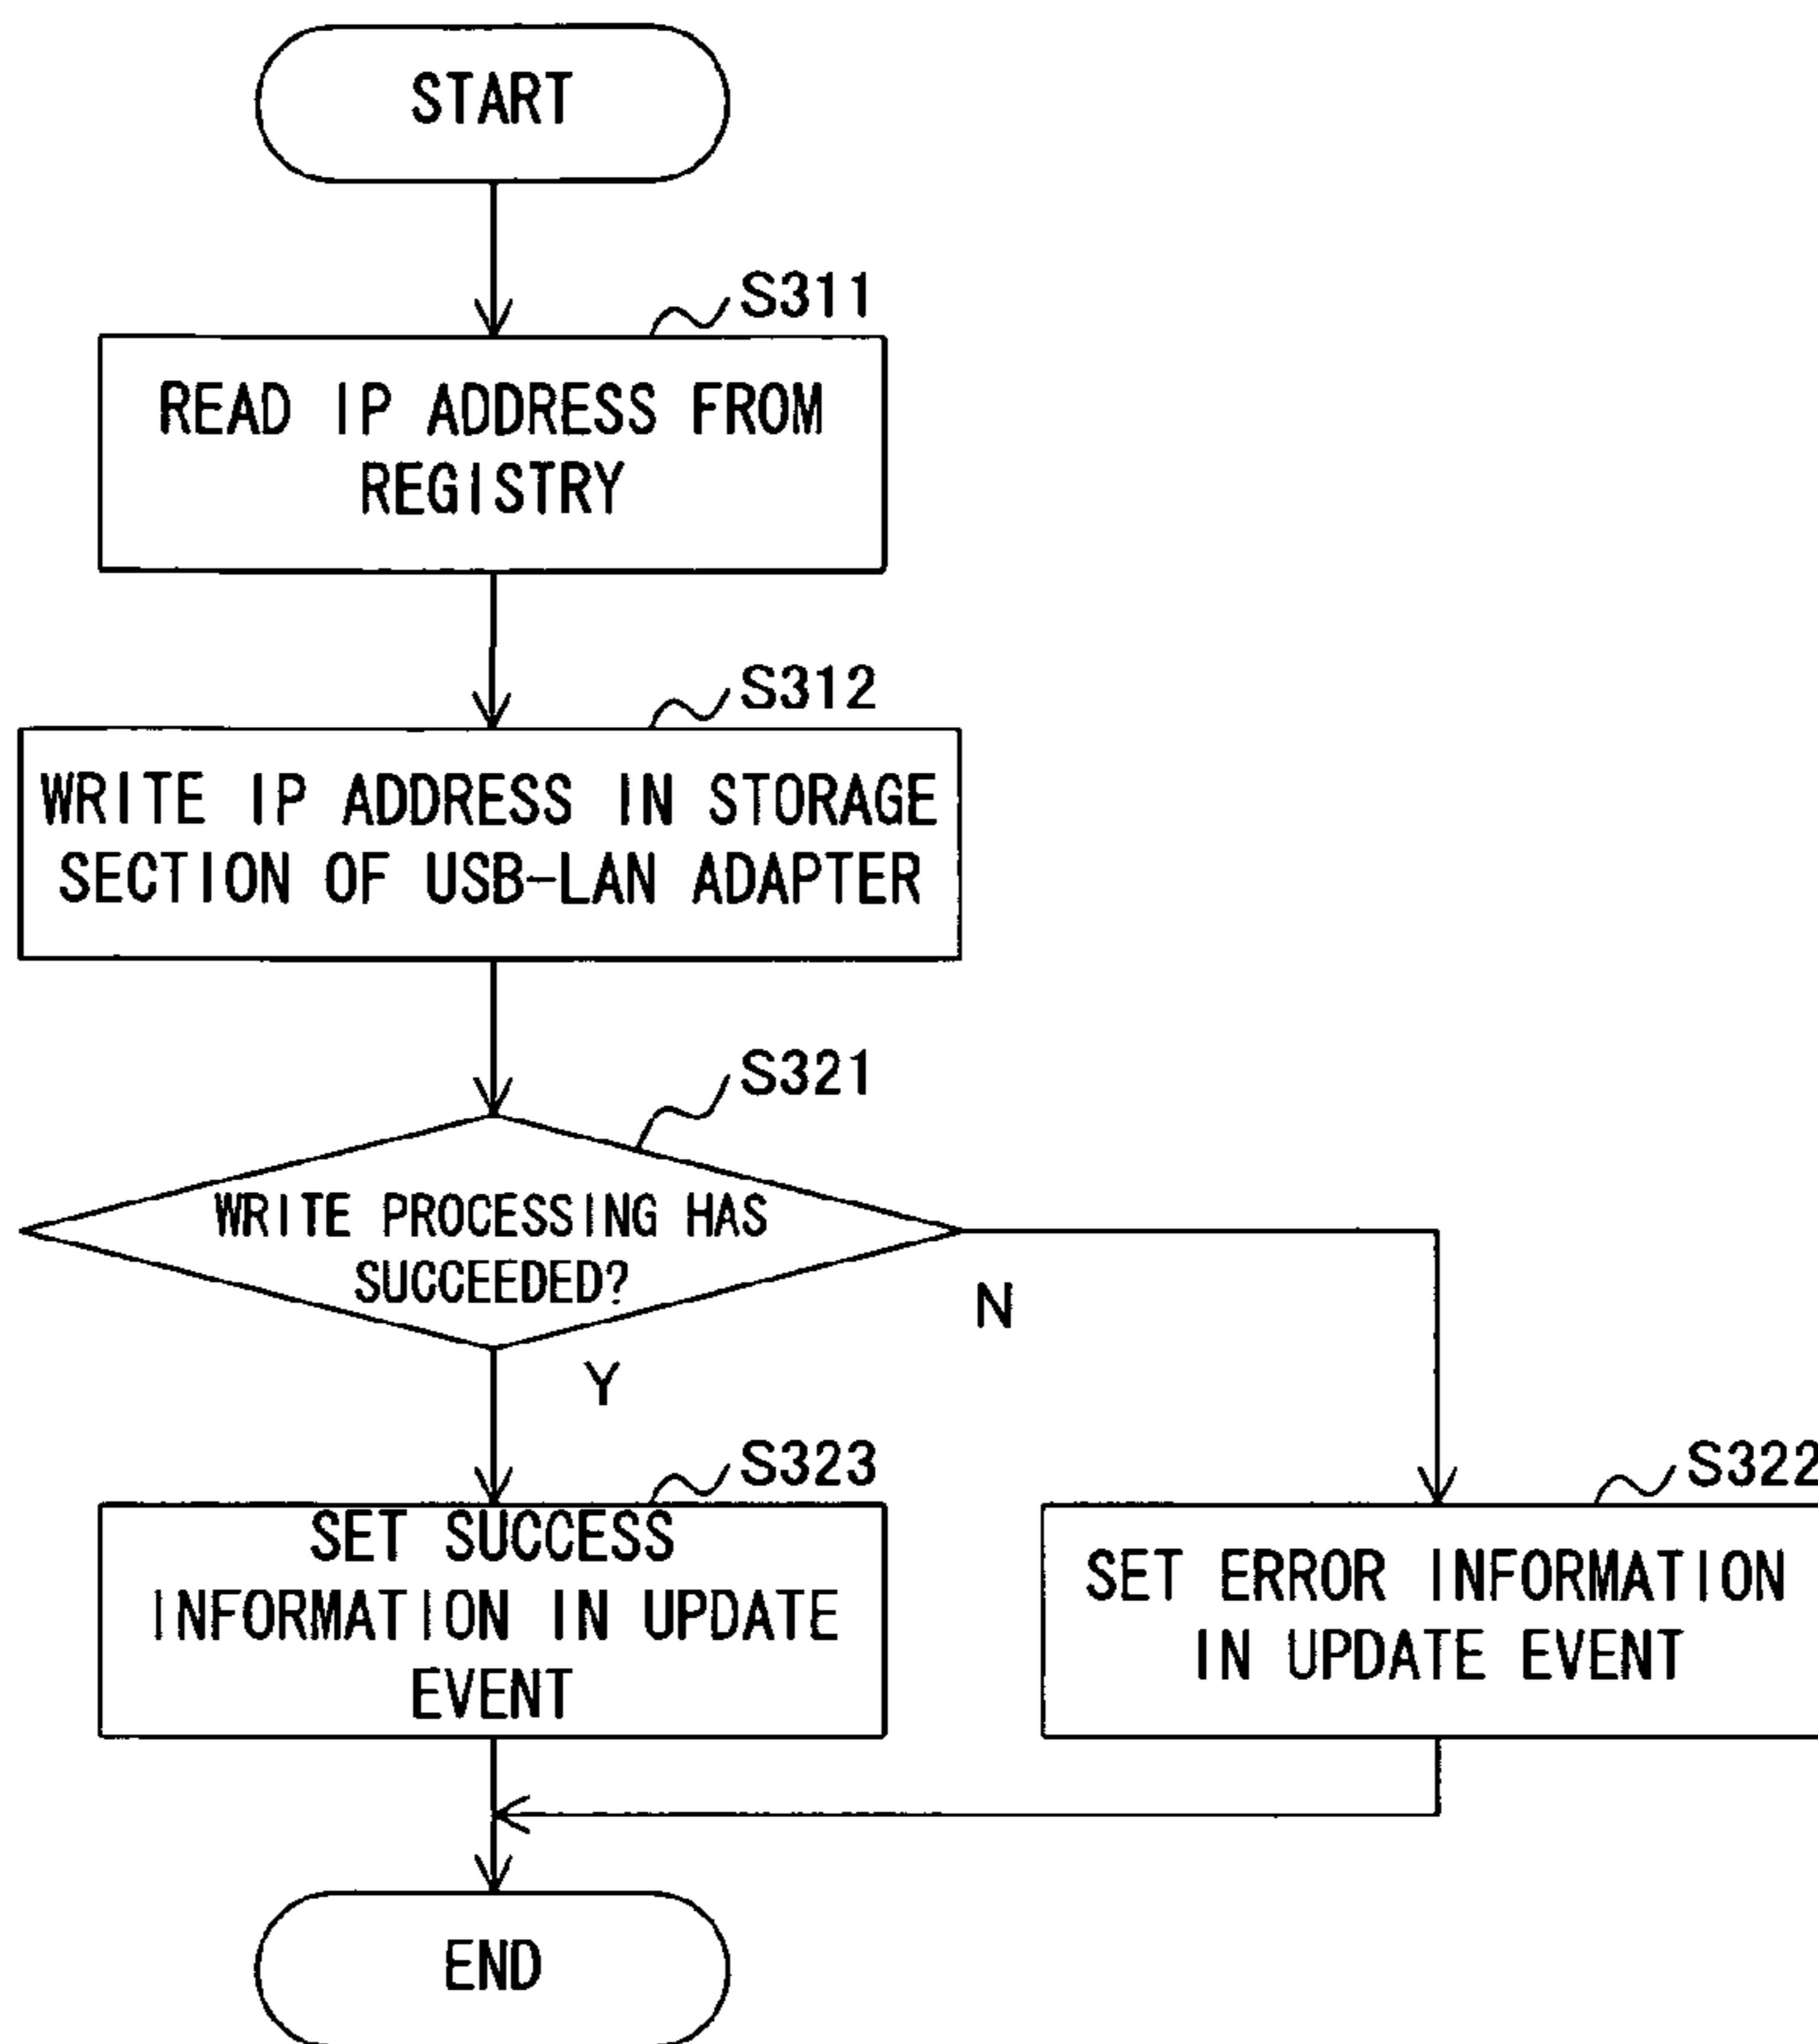 START
S311
READ IP ADDRESS FROM
REGISTRY
S312
WRITE IP ADDRESS IN STORAGE
SECTION OF USB-LAN ADAPTER
S321
WRITE PROCESSING HAS
SUCCEEDED?
N
Y
S323
SET SUCCESS
INFORMATION IN UPDATE
EVENT
S322
SET ERROR INFORMATION
IN UPDATE EVENT
END